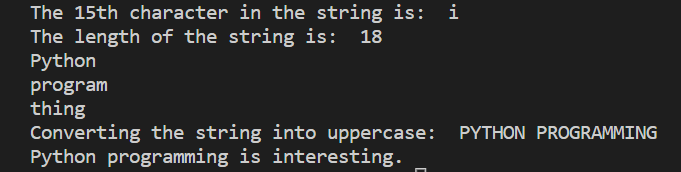 The 15th character in the string is:  i
The length of the string is:  18
Python
program
thing
Converting the string into uppercase:  PYTHON PROGRAMMING
Python programming is interesting.